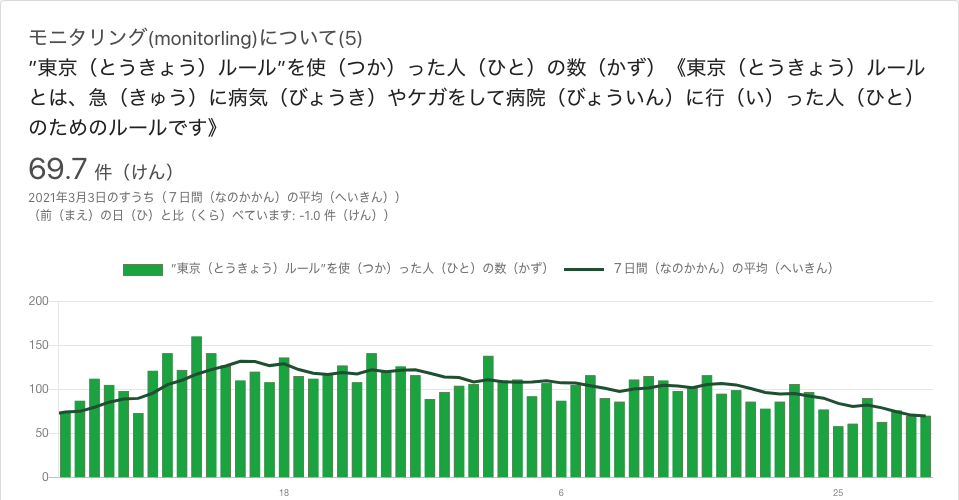 モニタリング(monitorling)について(5)
”東京（とうきょう）ルール”を使（つか）った人（ひと）の数（かず）《東京（とうきょう）ルール
とは、急（きゅう）に病気（びょうき）やケガをして病院（びょういん）に行（い）った人（ひと）
のためのルールです》
69.7 件（けん）
2021年3月3日のすうち（７日間（なのかかん）の平均（へいきん））
（前（まえ）の日（ひ）と比（くら）べています: -1.0 件（けん））
”東京（とうきょう）ルール”を使（つか）った人（ひと）の数（かず） ７日間（なのかかん）の平均（へいきん）
200
150
100
50
0
18 6 25